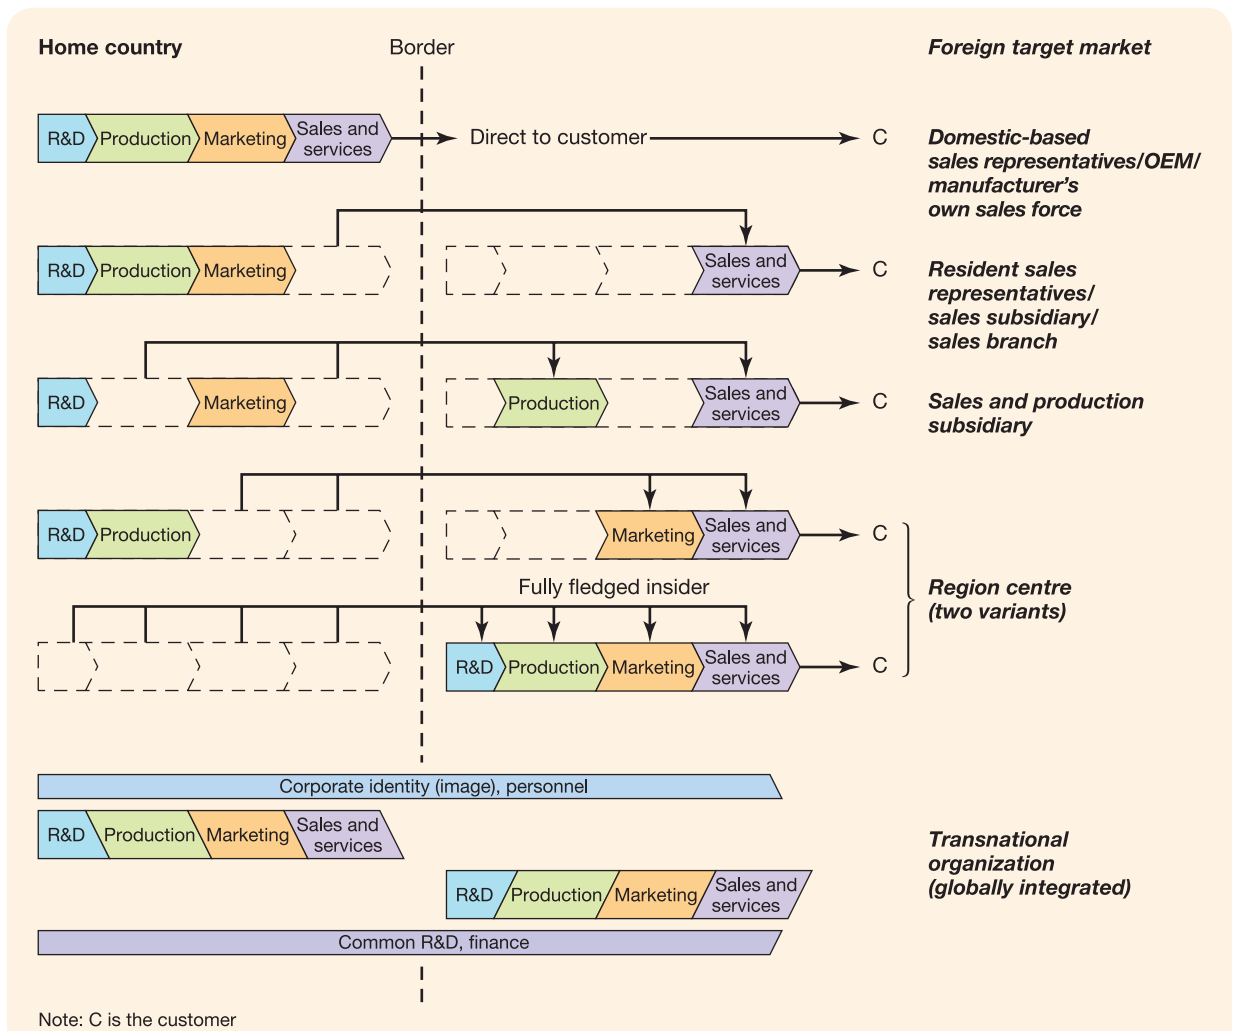 Home country
Border
Foreign target market
R&D
Production
Marketing
Sales and
services
Direct to customer
C
Domestic-based
sales representatives/OEM/
manufacturer's
own sales force
R&D
Production
Marketing
Sales and
services
C
Resident sales
representatives/
sales subsidiary/
sales branch
R&D
Marketing
Production
Sales and
services
C
Sales and production
subsidiary
R&D
Production
Marketing
Sales and
services
C
Region centre
(two variants)
Fully fledged insider
R&D
Production
Marketing
Sales and
services
C
Corporate identity (image), personnel
R&D
Production
Marketing
Sales and
services
Transnational
organization
(globally integrated)
R&D
Production
Marketing
Sales and
services
Common R&D, finance
Note: C is the customer